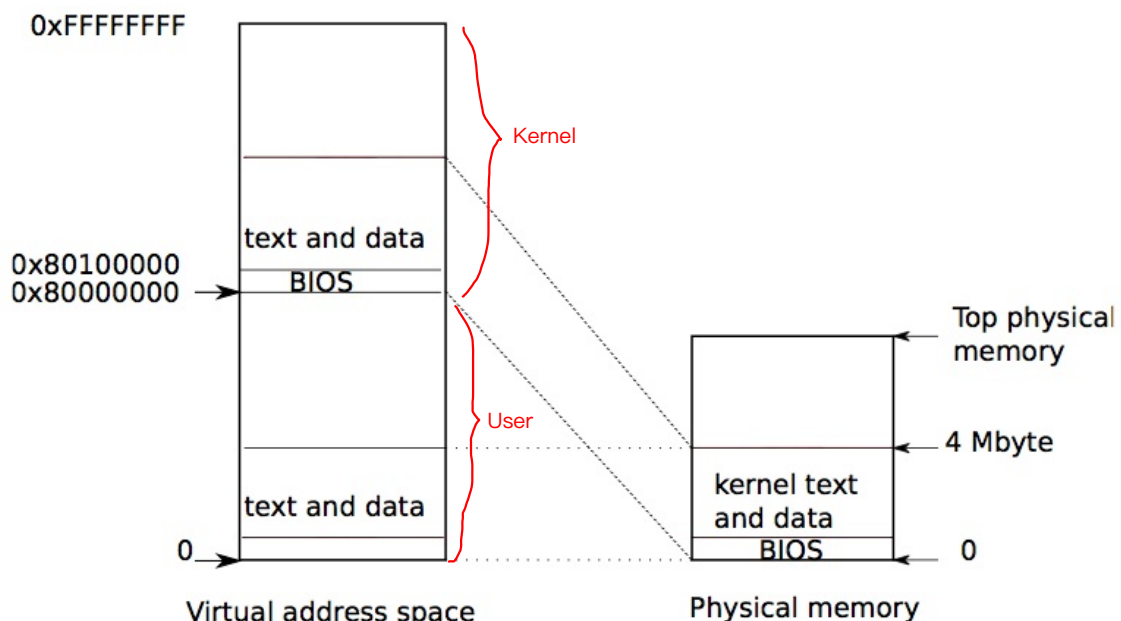 0xFFFFFFFF
Kernel
text and data
0x80100000
BIOS
0x80000000
Top physical
memory
User
4 Mbyte
kernel text
and data
text and data
BIOS
0
0
Virtual address space
Physical memory